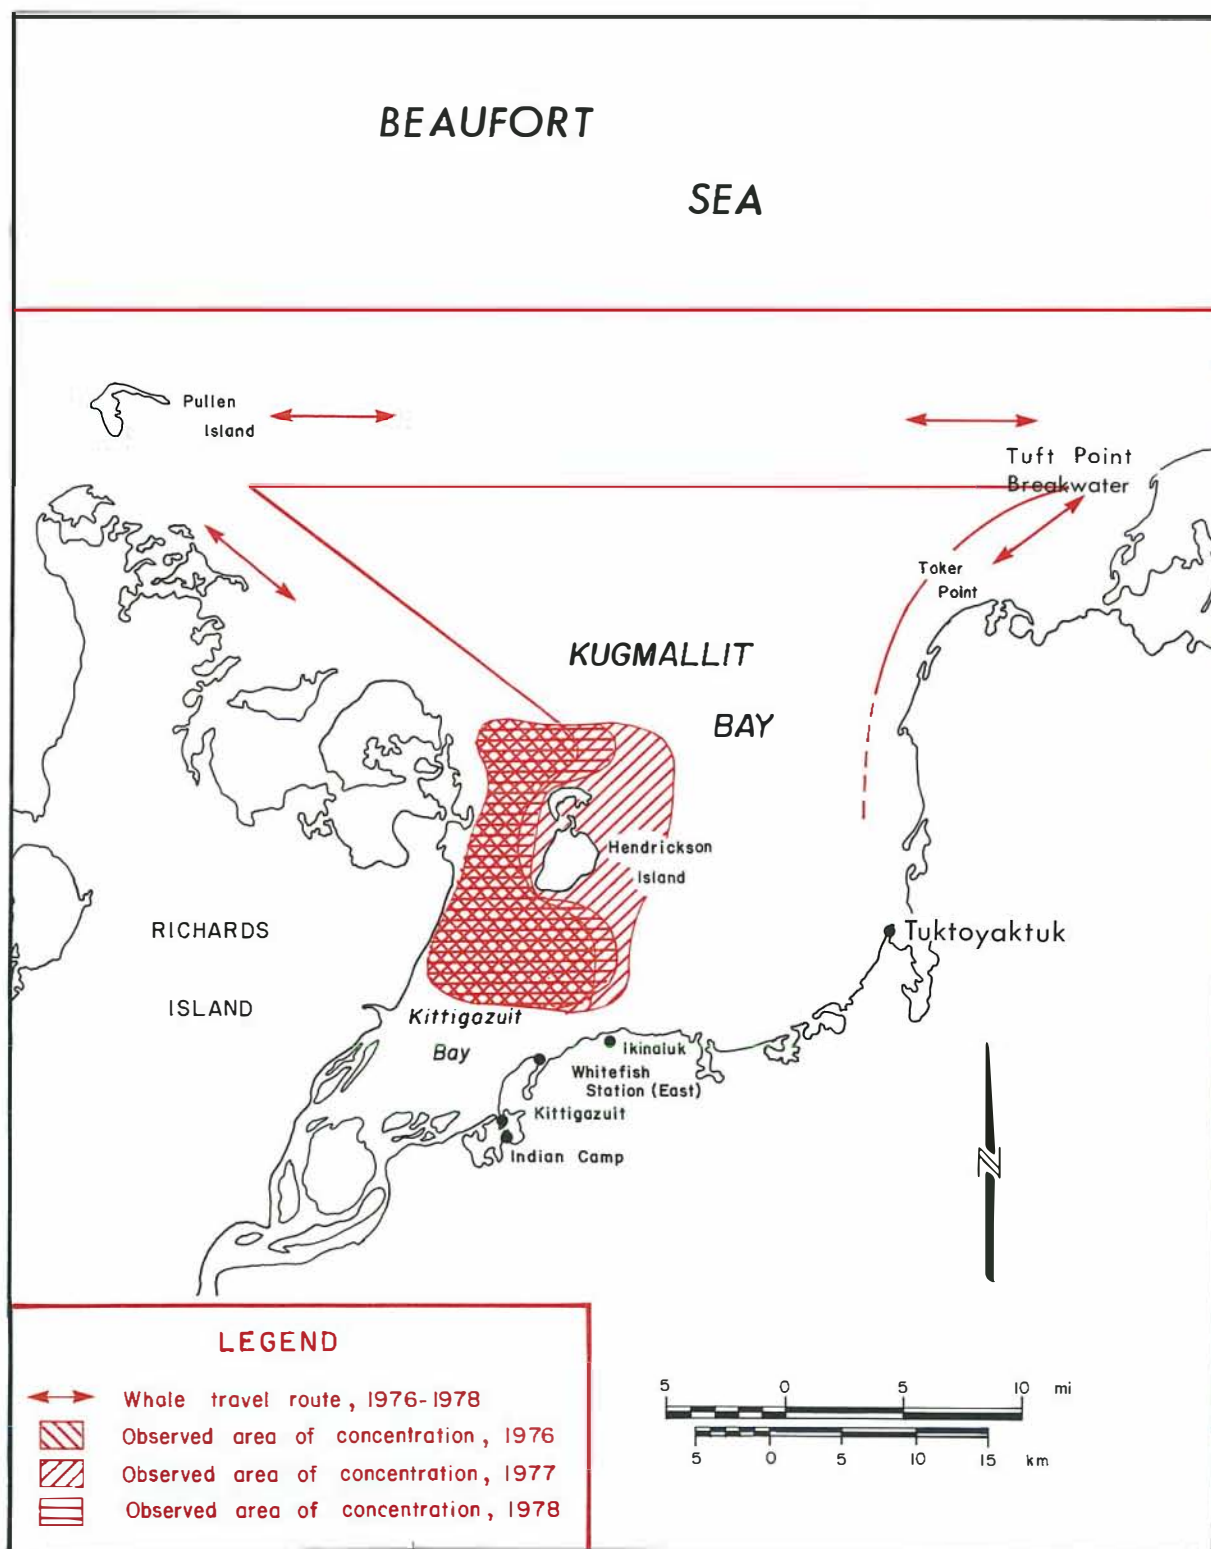 BEAUFORT
SEA
Pullen
Island
Tuft Point
Breakwater
Toker
Point
KUGMALLIT
BAY
Hendrickson
Island
RICHARDS
ISLAND
Tuktoyaktuk
Kittigazuit
Bay
Ikinaluk
Whitefish
Station (East)
Kittigazuit
Indian Camp
N
LEGEND
Whale travel route, 1976-1978
Observed area of concentration, 1976
Observed area of concentration, 1977
Observed area of concentration, 1978
5 0 5 10 mi
5 0 5 10 15 km